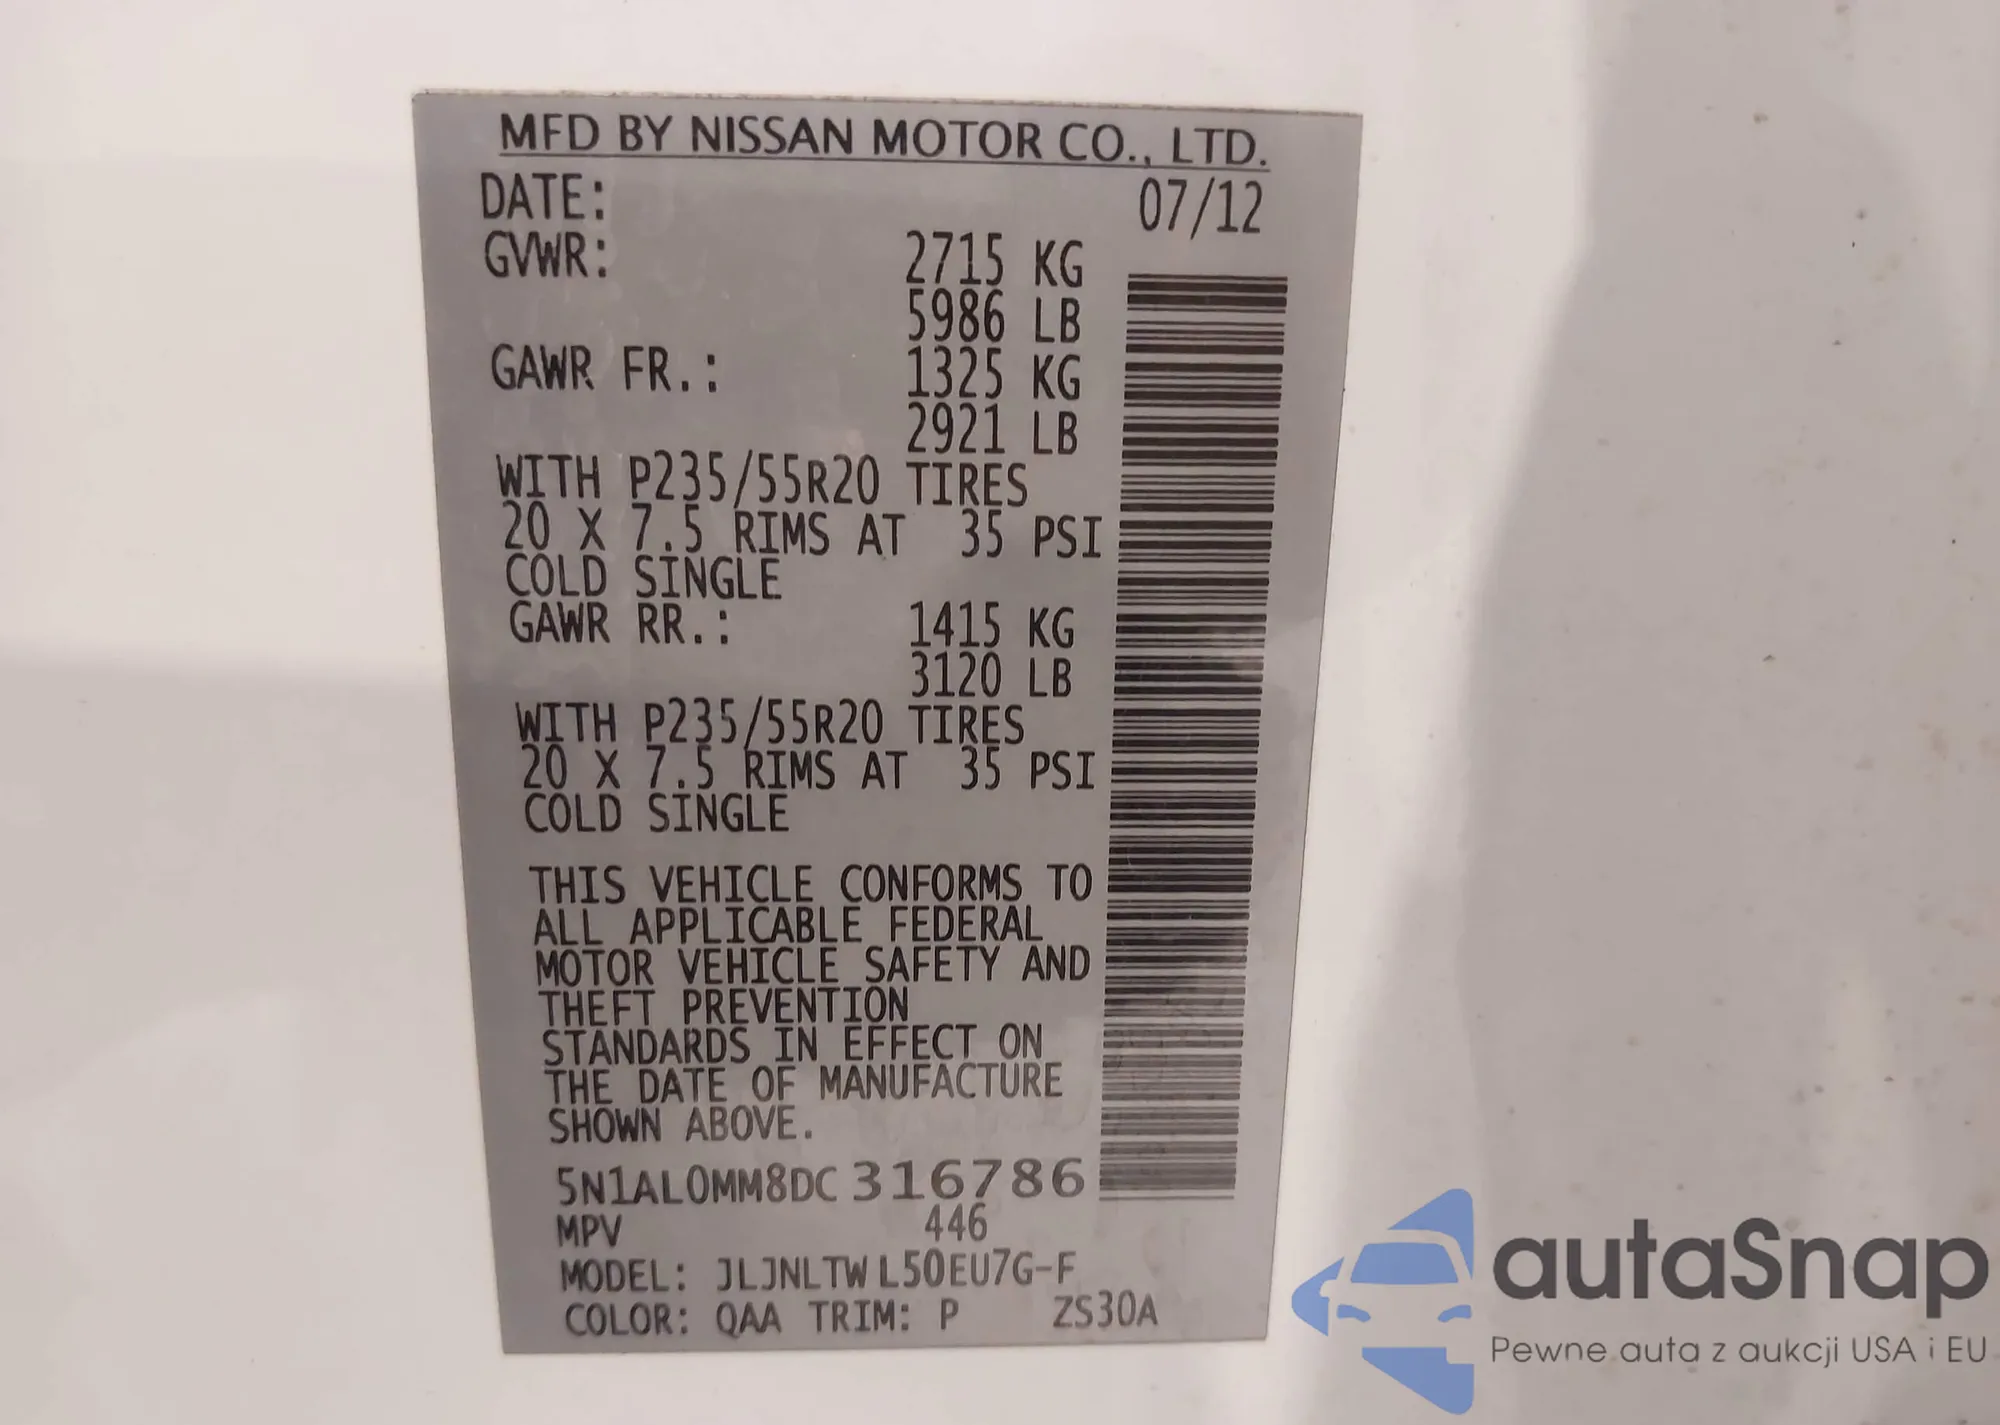 MFD BY NISSAN MOTOR CO., LTD.
DATE: 07/12
GVWR: 2715 KG
5986 LB
GAWR FR.: 1325 KG
2921 LB
WITH P235/55R20 TIRES
20 X 7.5 RIMS AT 35 PSI
COLD SINGLE
GAWR RR.: 1415 KG
3120 LB
WITH P235/55R20 TIRES
20 X 7.5 RIMS AT 35 PSI
COLD SINGLE
THIS VEHICLE CONFORMS TO
ALL APPLICABLE FEDERAL
MOTOR VEHICLE SAFETY AND
THEFT PREVENTION
STANDARDS IN EFFECT ON
THE DATE OF MANUFACTURE
SHOWN ABOVE.
5N1AL0MM8DC 316786
MPV 446
MODEL: JLJNLTW L50EU7G-F
COLOR: QAA TRIM: P ZS30A
autaSnap
Pewne auta z aukcji USA i EU